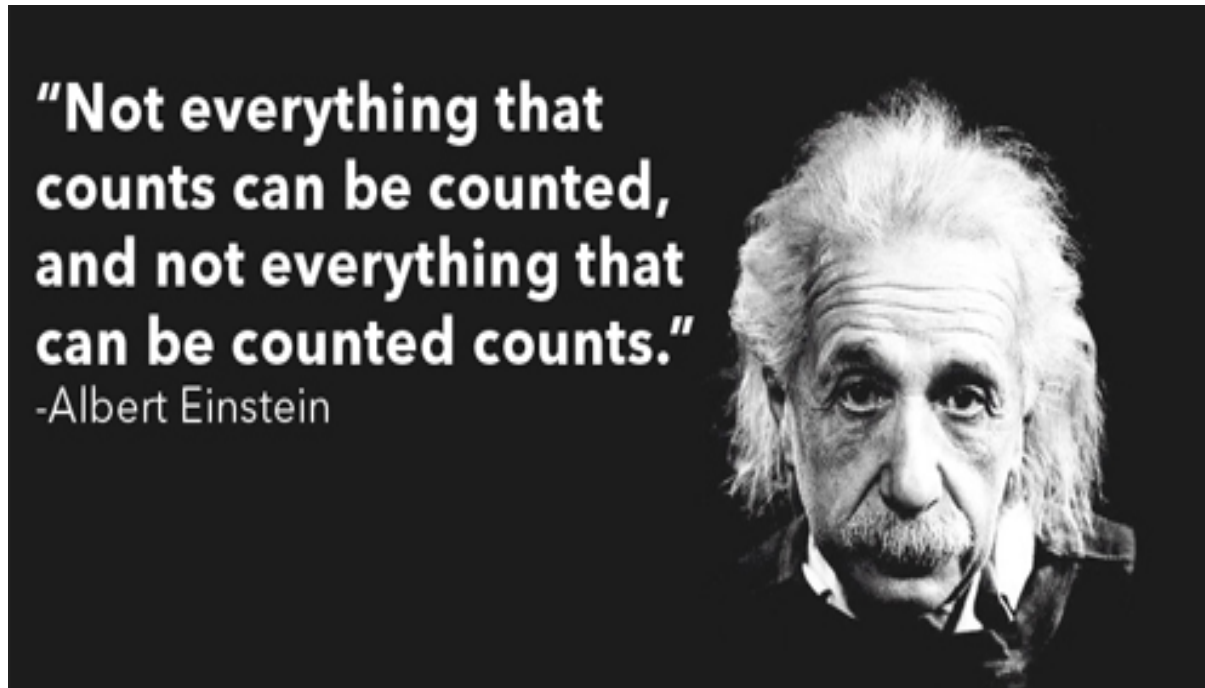 “Not everything that
counts can be counted,
and not everything that
can be counted counts.”
-Albert Einstein